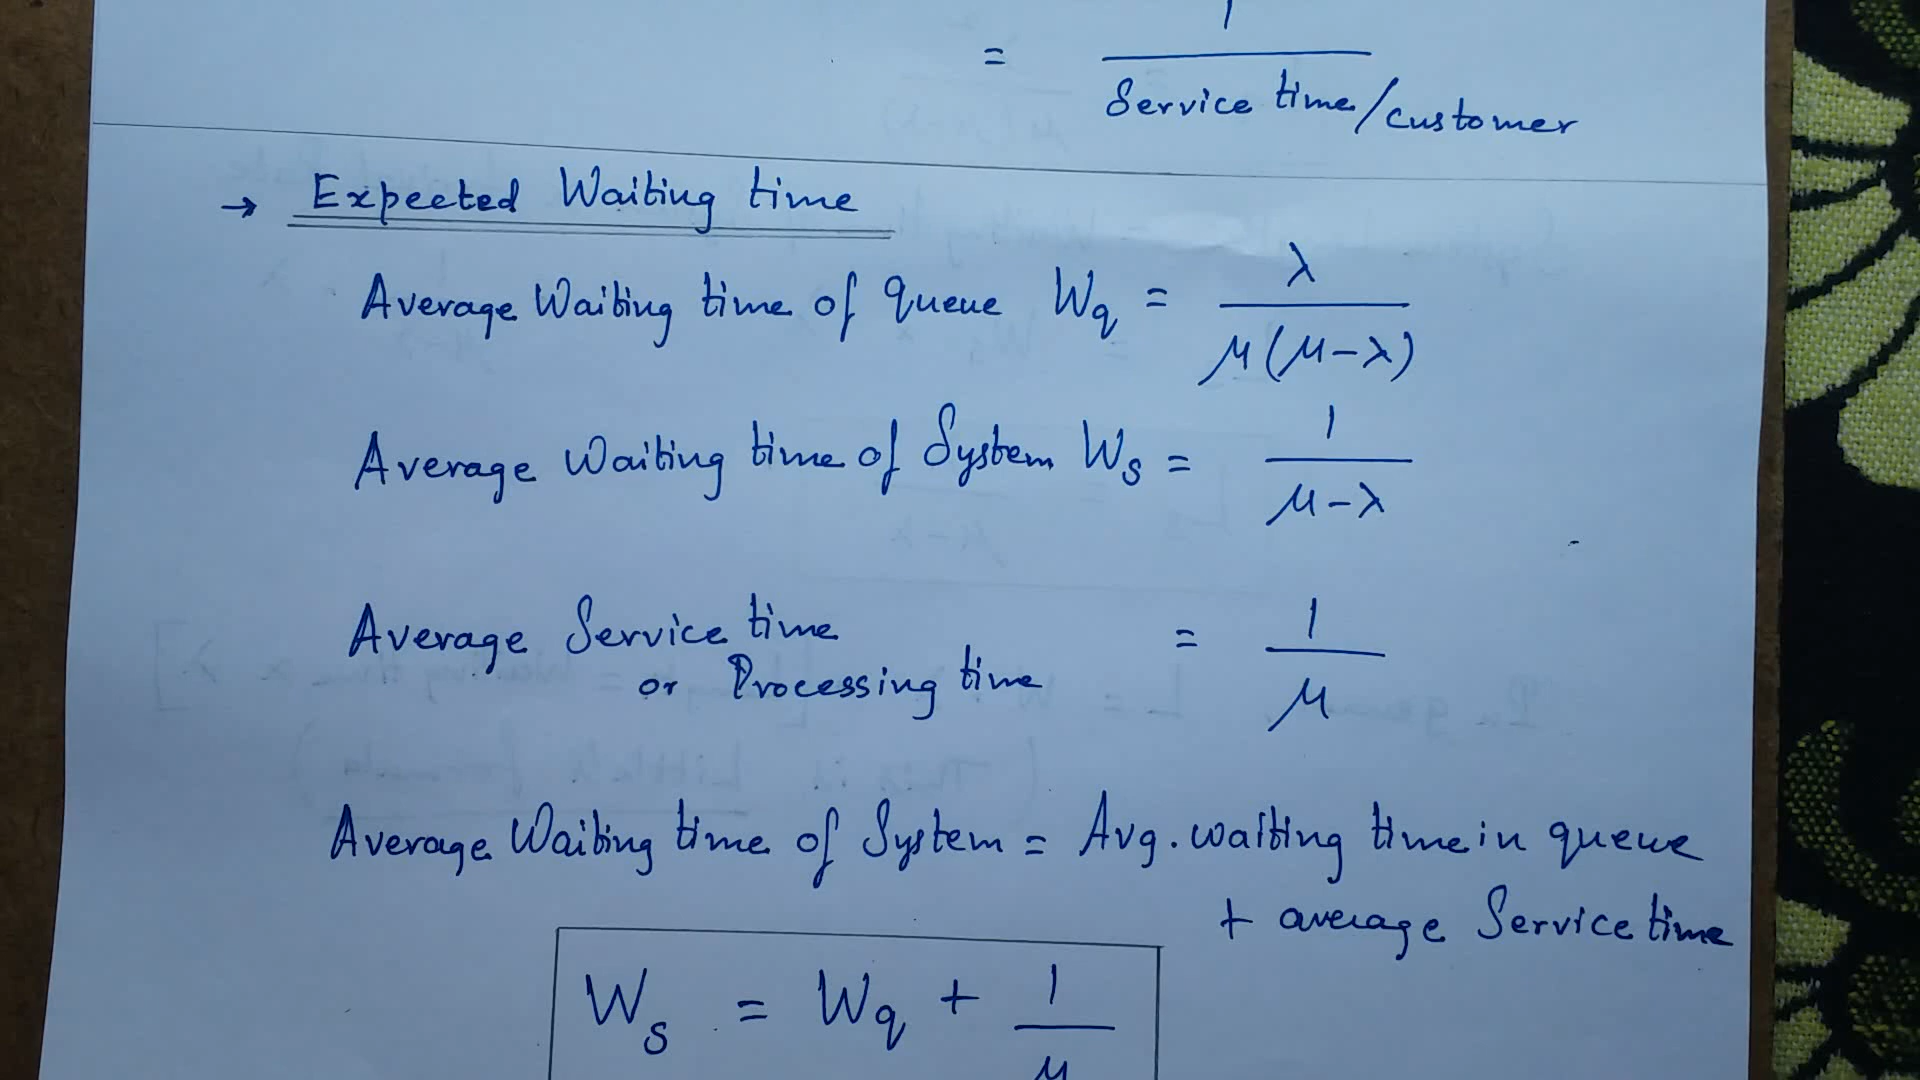 = 1 / Service time/customer
→ Expected Waiting time
Average Waiting time of queue Wq = λ / μ(μ-λ)
Average Waiting time of System Ws = 1 / μ-λ
Average Service time
or Processing time = 1 / μ
Average Waiting time of System = Avg. waiting time in queue
+ average Service time
Ws = Wq + 1 / μ